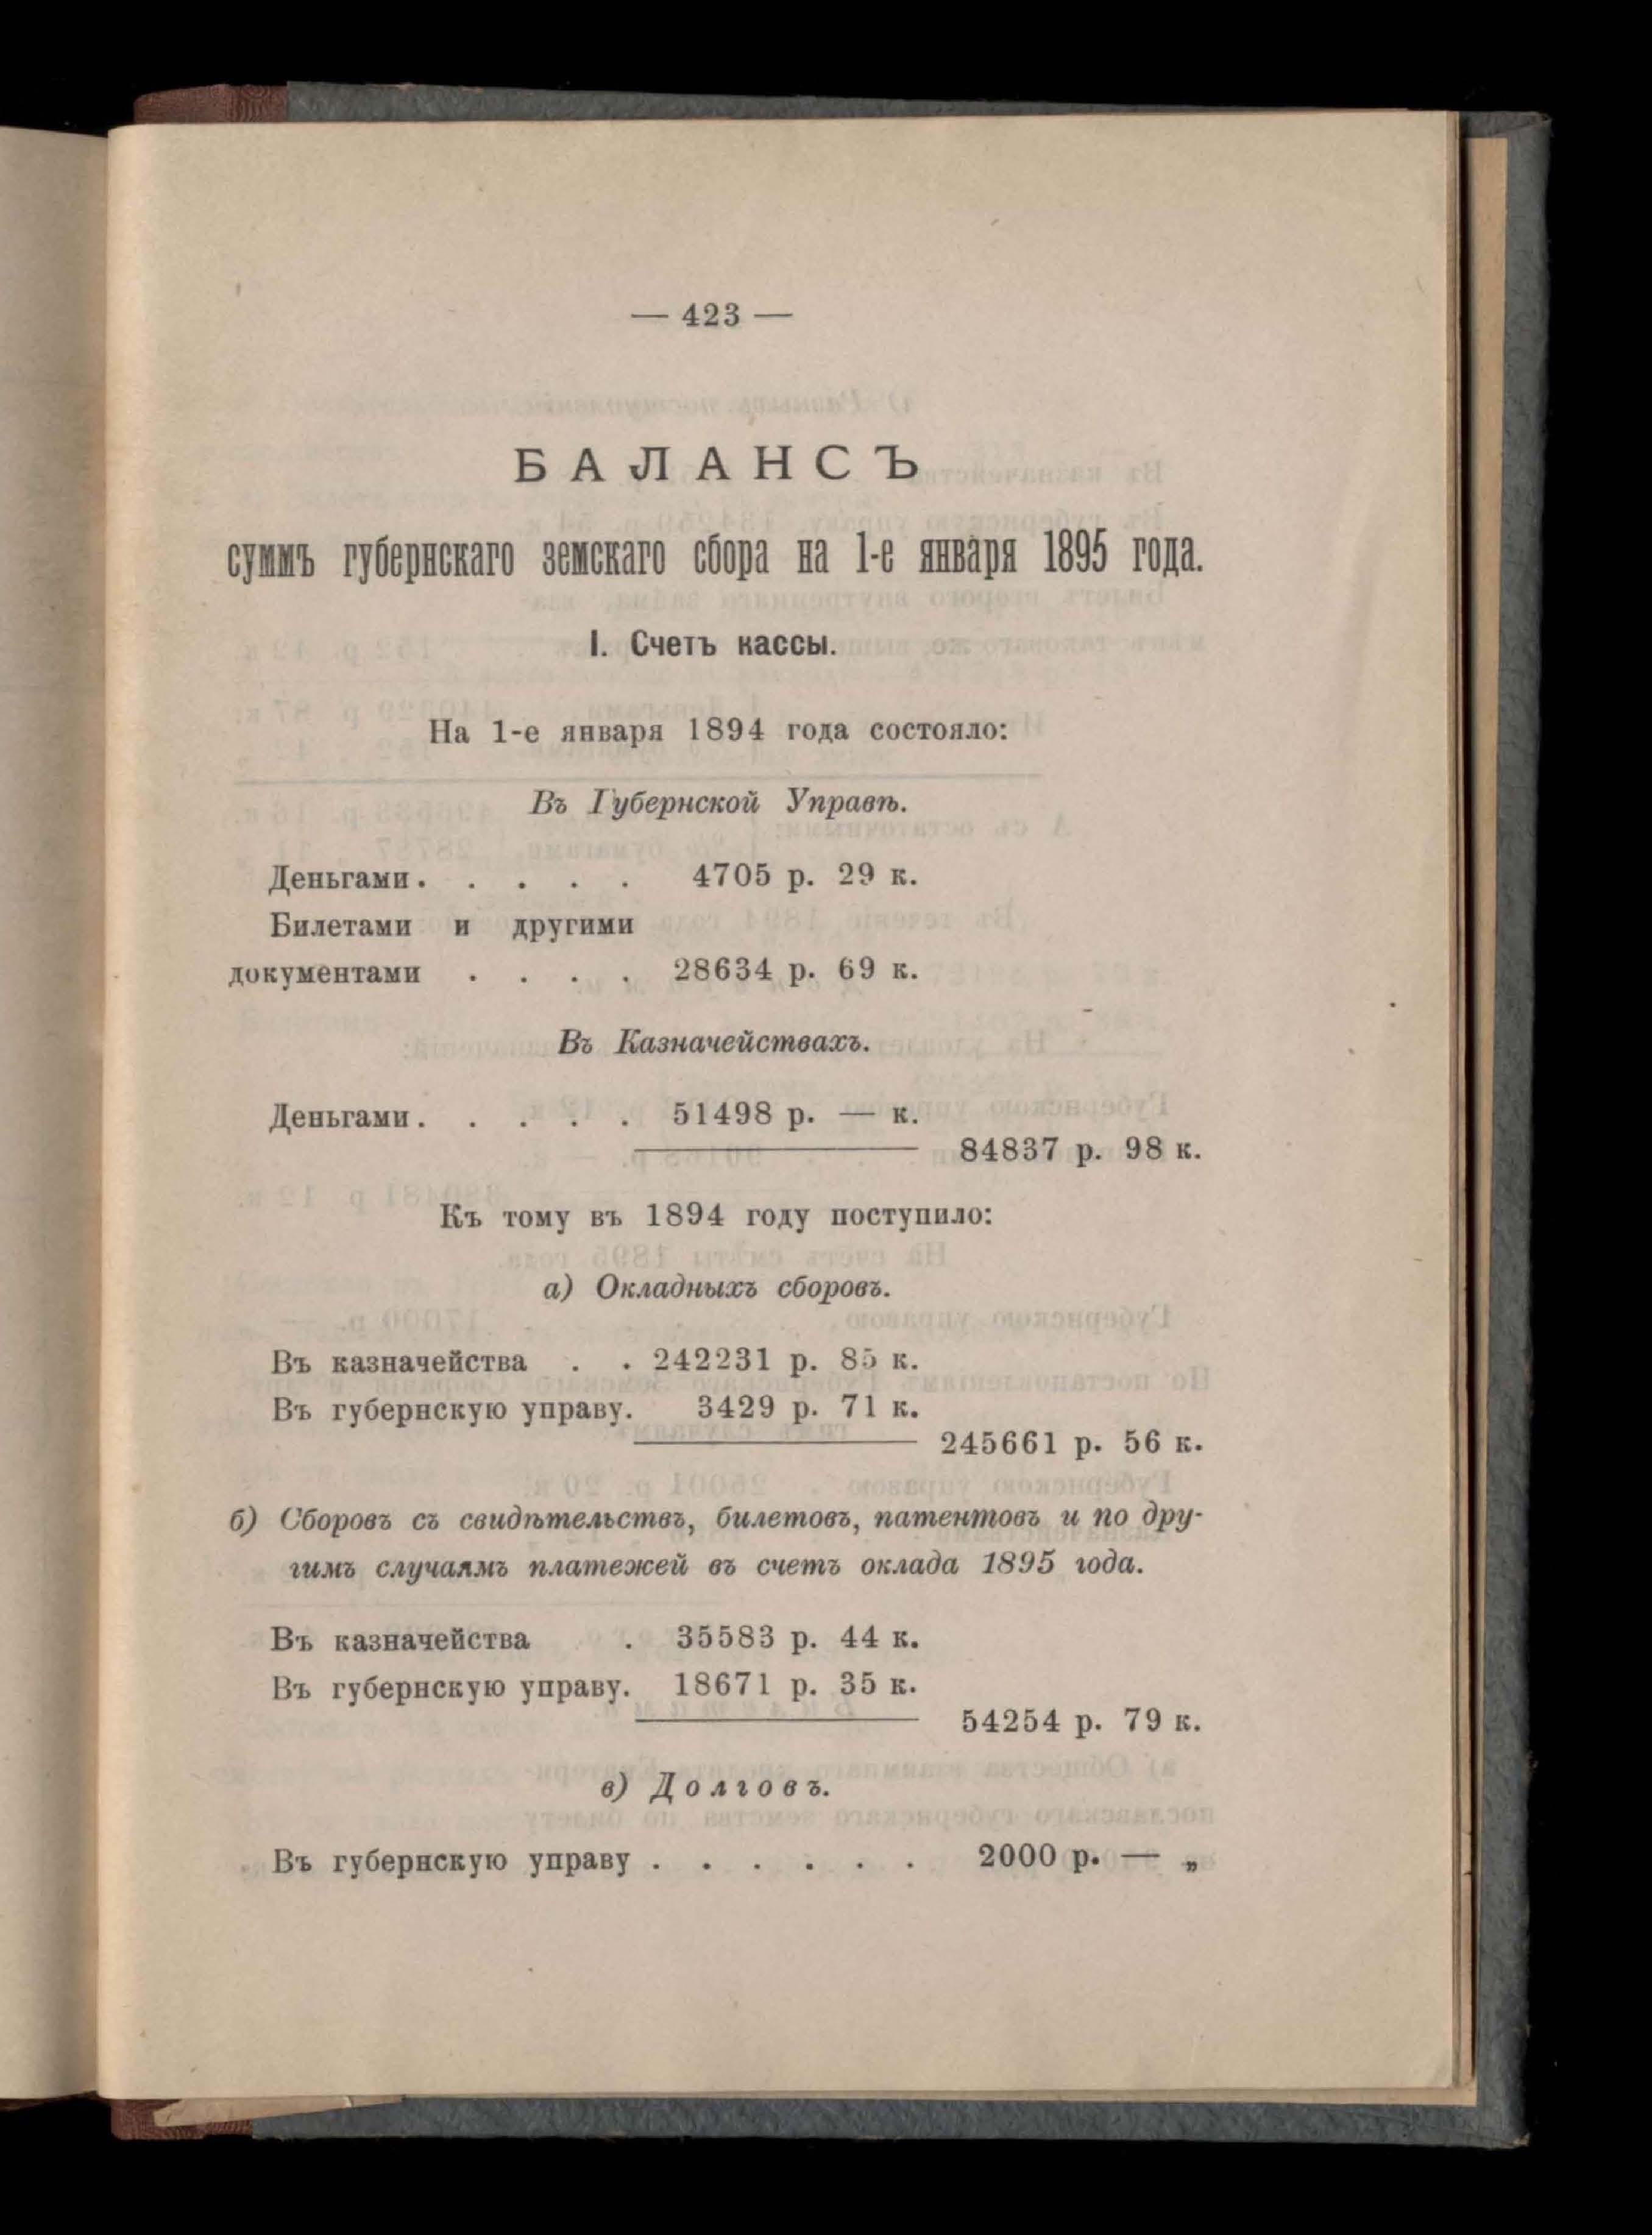 — 423 —
БАЛАНСЪ
суммъ губернскаго земскаго сбора на 1-е января 1895 года.
I. Счетъ кассы.
На 1-е января 1894 года состояло:
Въ Губернской Управѣ.
Деньгами. . . . . 4705 р. 29 к.
Билетами и другими
документами . . . . 28634 р. 69 к.
Въ Казначействахъ.
Деньгами. . . . . 51498 р. — к.
84837 р. 98 к.
Къ тому въ 1894 году поступило:
а) Окладныхъ сборовъ.
Въ казначейства . . 242231 р. 85 к.
Въ губернскую управу. 3429 р. 71 к.
245661 р. 56 к.
б) Сборовъ съ свидѣтельствъ, билетовъ, патентовъ и по дру-
гимъ случаямъ платежей въ счетъ оклада 1895 года.
Въ казначейства . 35583 р. 44 к.
Въ губернскую управу. 18671 р. 35 к.
54254 р. 79 к.
в) Долговъ.
Въ губернскую управу . . . . . . 2000 р. — „